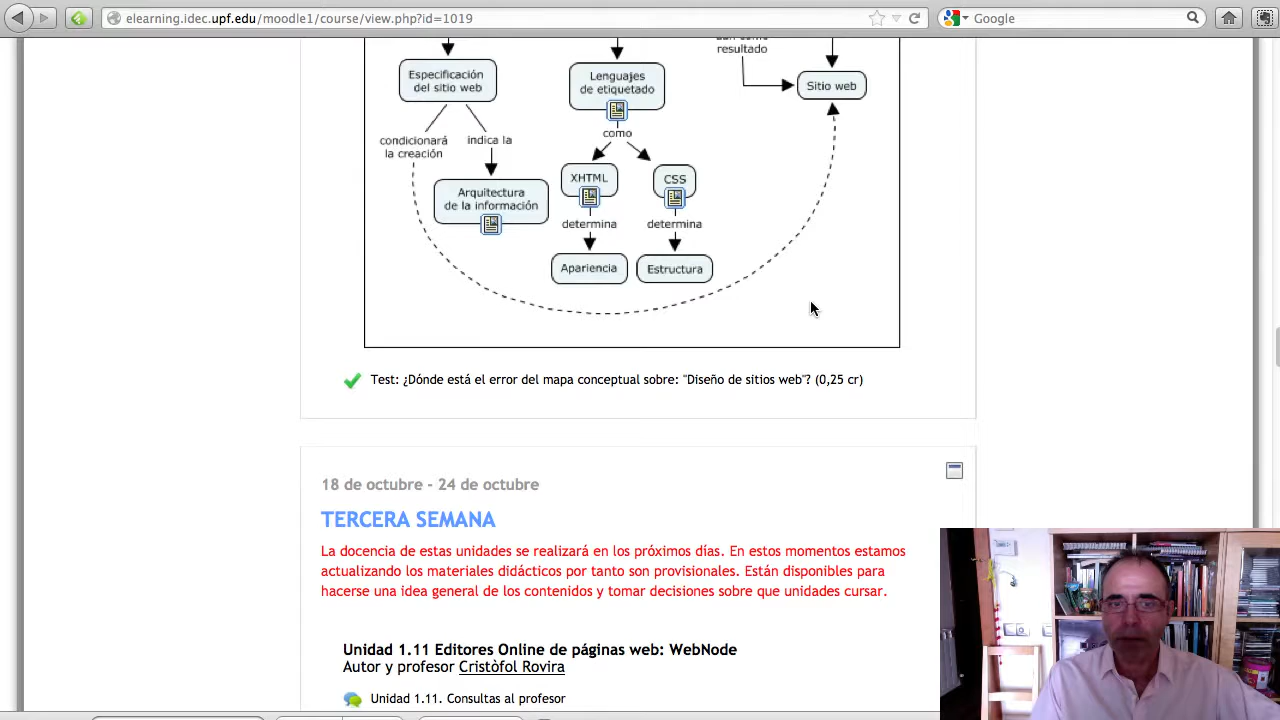 elearning.idec.upf.edu/moodle1/course/view.php?id=1019
Google
resultado
Especificación
del sitio web
Lenguajes
de etiquetado
Sitio web
condicionará
la creación
indica la
como
XHTML
CSS
Arquitectura
de la información
determina
determina
Apariencia
Estructura
Test: ¿Dónde está el error del mapa conceptual sobre: "Diseño de sitios web"? (0,25 cr)
18 de octubre - 24 de octubre
TERCERA SEMANA
La docencia de estas unidades se realizará en los próximos días. En estos momentos estamos
actualizando los materiales didácticos por tanto son provisionales. Están disponibles para
hacerse una idea general de los contenidos y tomar decisiones sobre que unidades cursar.
Unidad 1.11 Editores Online de páginas web: WebNode
Autor y profesor Cristòfol Rovira
Unidad 1.11. Consultas al profesor